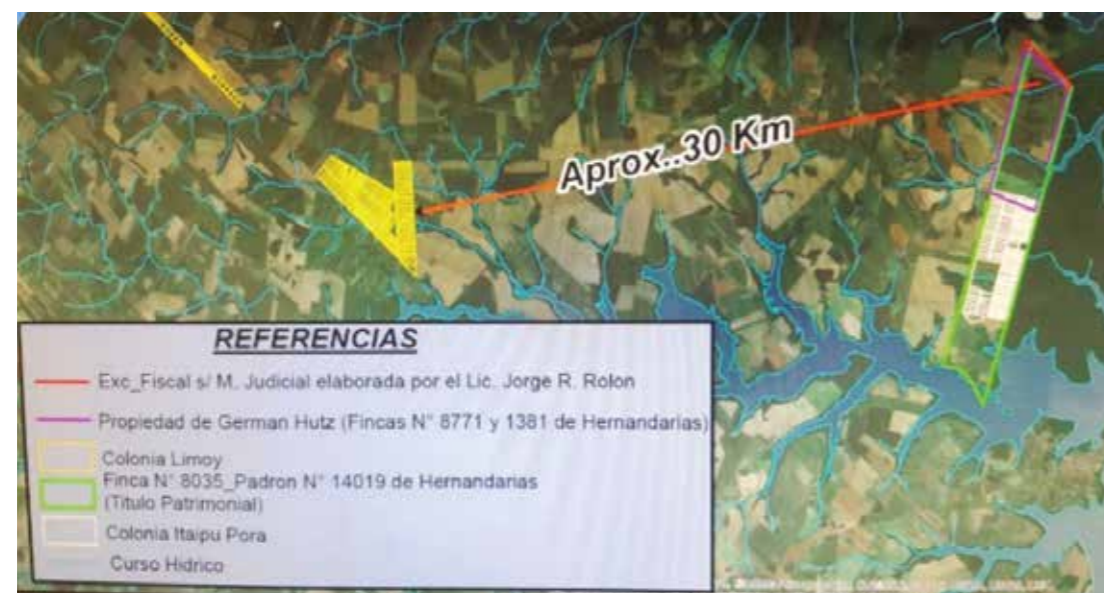 Aprox..30 Km
REFERENCIAS
Exc_Fiscal s/ M. Judicial elaborada por el Lic. Jorge R. Rolon
Propiedad de German Hutz (Fincas N° 8771 y 1381 de Hernandarias)
Colonia Limoy
Finca N° 8035_Padron N° 14019 de Hernandarias
(Titulo Patrimonial)
Colonia Itaipu Pora
Curso Hidrico